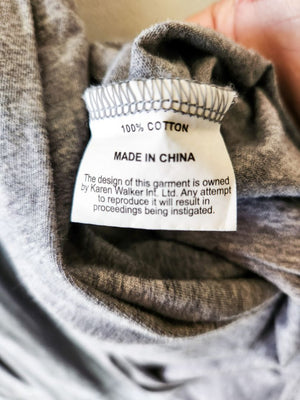 100% COTTON
MADE IN CHINA
The design of this garment is owned
by Karen Walker Int. Ltd. Any attempt
to reproduce it will result in
proceedings being instigated.